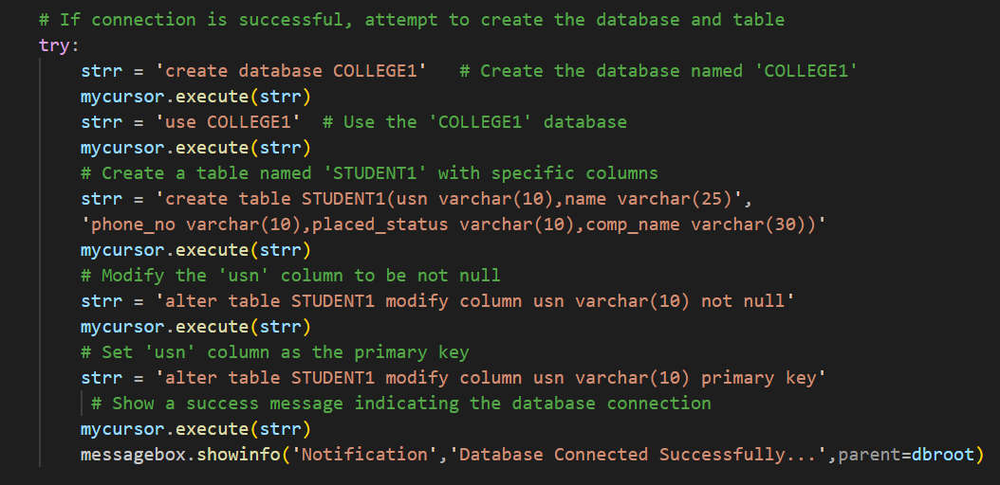 # If connection is successful, attempt to create the database and table
try:
strr = 'create database COLLEGE1'   # Create the database named 'COLLEGE1'
mycursor.execute(strr)
strr = 'use COLLEGE1'  # Use the 'COLLEGE1' database
mycursor.execute(strr)
# Create a table named 'STUDENT1' with specific columns
strr = 'create table STUDENT1(usn varchar(10),name varchar(25)',
'phone_no varchar(10),placed_status varchar(10),comp_name varchar(30))'
mycursor.execute(strr)
# Modify the 'usn' column to be not null
strr = 'alter table STUDENT1 modify column usn varchar(10) not null'
mycursor.execute(strr)
# Set 'usn' column as the primary key
strr = 'alter table STUDENT1 modify column usn varchar(10) primary key'
# Show a success message indicating the database connection
mycursor.execute(strr)
messagebox.showinfo('Notification','Database Connected Successfully...',parent=dbroot)